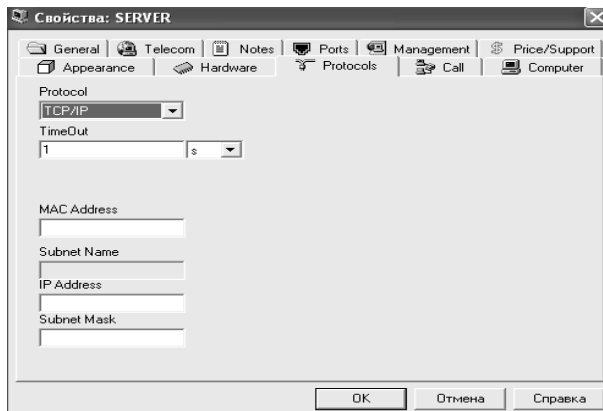 Свойства: SERVER
General Telecom Notes Ports Management Price/Support
Appearance Hardware Protocols Call Computer
Protocol
TCP/IP
TimeOut
1 s
MAC Address
Subnet Name
IP Address
Subnet Mask
OK Отмена Справка